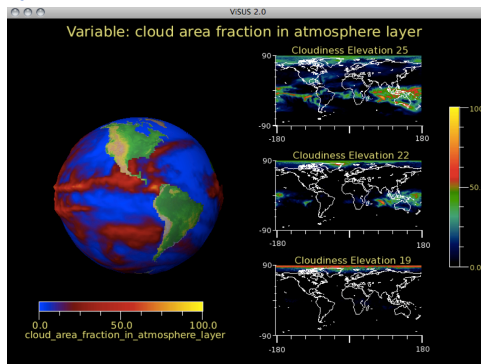 ViSUS 2.0
Variable: cloud area fraction in atmosphere layer
Cloudiness Elevation 25
90
-90
-180
180
Cloudiness Elevation 22
90
-90
-180
180
Cloudiness Elevation 19
90
-90
-180
180
100
50.
0.0
0.0 50.0 100.0
cloud_area_fraction_in_atmosphere_layer